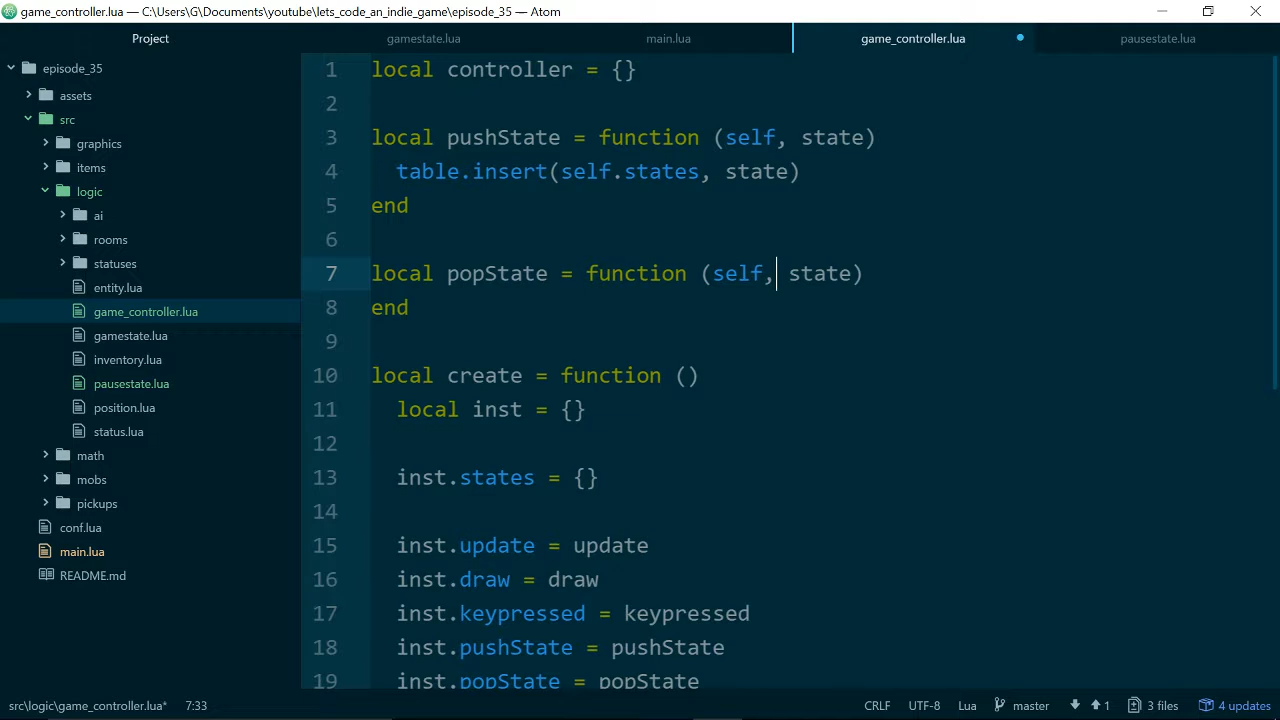 game_controller.lua — C:\Users\G\Documents\youtube\lets_code_an_indie_game\episode_35 — Atom
Project
gamestate.lua
main.lua
game_controller.lua
pausestate.lua
episode_35
assets
src
graphics
items
logic
ai
rooms
statuses
entity.lua
game_controller.lua
gamestate.lua
inventory.lua
pausestate.lua
position.lua
status.lua
math
mobs
pickups
conf.lua
main.lua
README.md
1 local controller = {}
2
3 local pushState = function (self, state)
4 table.insert(self.states, state)
5 end
6
7 local popState = function (self, state)
8 end
9
10 local create = function ()
11 local inst = {}
12
13 inst.states = {}
14
15 inst.update = update
16 inst.draw = draw
17 inst.keypressed = keypressed
18 inst.pushState = pushState
19 inst.popState = popState
src\logic\game_controller.lua* 7:33
CRLF UTF-8 Lua master 1 3 files 4 updates